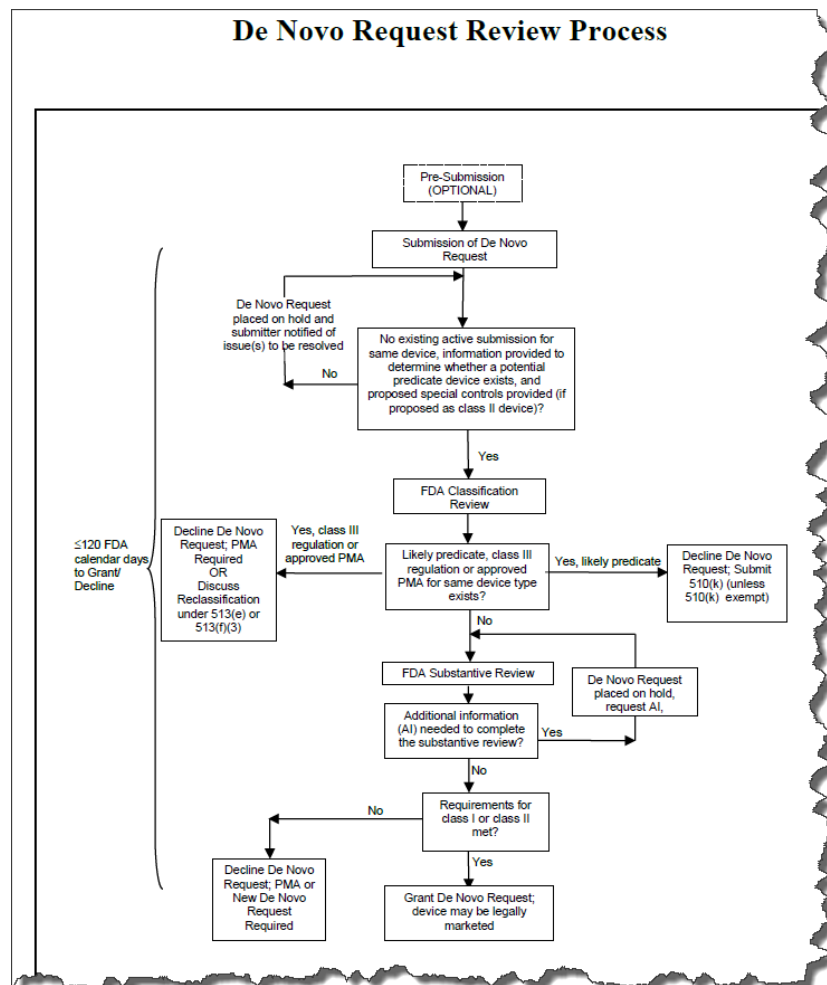 De Novo Request Review Process
Pre-Submission
(OPTIONAL)
Submission of De Novo
Request
De Novo Request
placed on hold and
submitter notified of
issue(s) to be resolved
No
No existing active submission for
same device, information provided to
determine whether a potential
predicate device exists, and
proposed special controls provided (if
proposed as class II device)?
Yes
FDA Classification
Review
≤120 FDA
calendar days
to Grant/
Decline
Decline De Novo
Request; PMA
Required
OR
Discuss
Reclassification
under 513(e) or
513(f)(3)
Yes, class III
regulation or
approved PMA
Likely predicate, class III
regulation or approved
PMA for same device type
exists?
Yes, likely predicate
Decline De Novo
Request; Submit
510(k) (unless
510(k) exempt)
No
FDA Substantive Review
De Novo Request
placed on hold,
request AI,
Additional information
(AI) needed to complete
the substantive review?
Yes
No
Requirements for
class I or class II
met?
No
Yes
Decline De Novo
Request; PMA or
New De Novo
Request
Required
Grant De Novo Request;
device may be legally
marketed